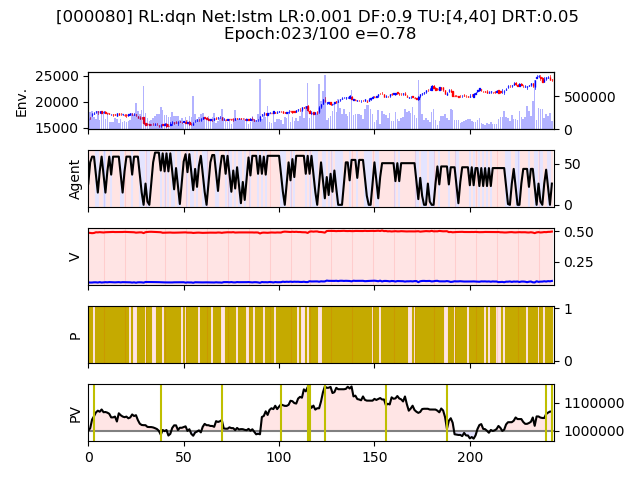 [000080] RL:dqn Net:lstm LR:0.001 DF:0.9 TU:[4,40] DRT:0.05
Epoch:023/100 e=0.78
Env.
25000
20000
15000
500000
0
Agent
50
0
V
0.50
0.25
P
1
0
PV
1100000
1000000
0
50
100
150
200